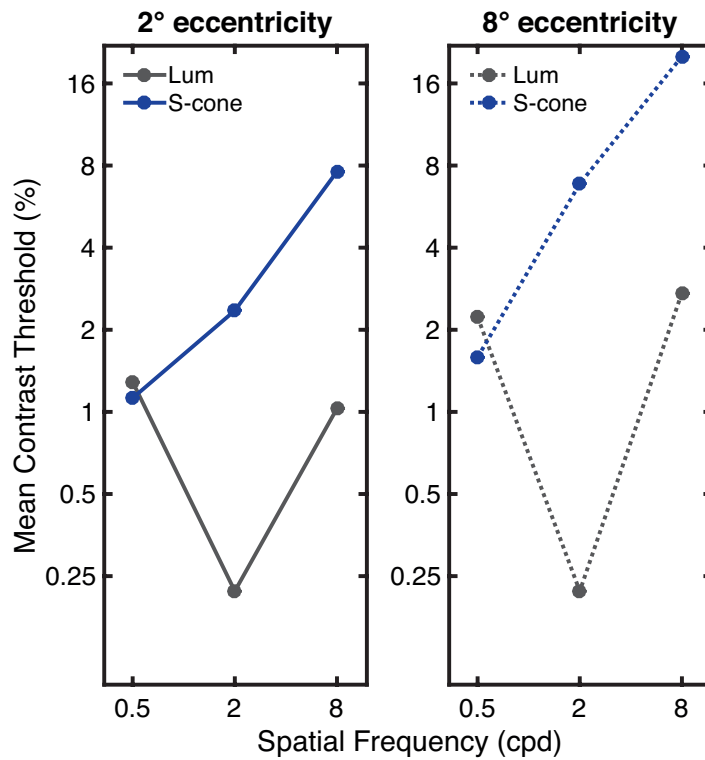 2° eccentricity
8° eccentricity
Lum
S-cone
Lum
S-cone
Mean Contrast Threshold (%)
16
8
4
2
1
0.5
0.25
16
8
4
2
1
0.5
0.25
0.5 2 8
0.5 2 8
Spatial Frequency (cpd)